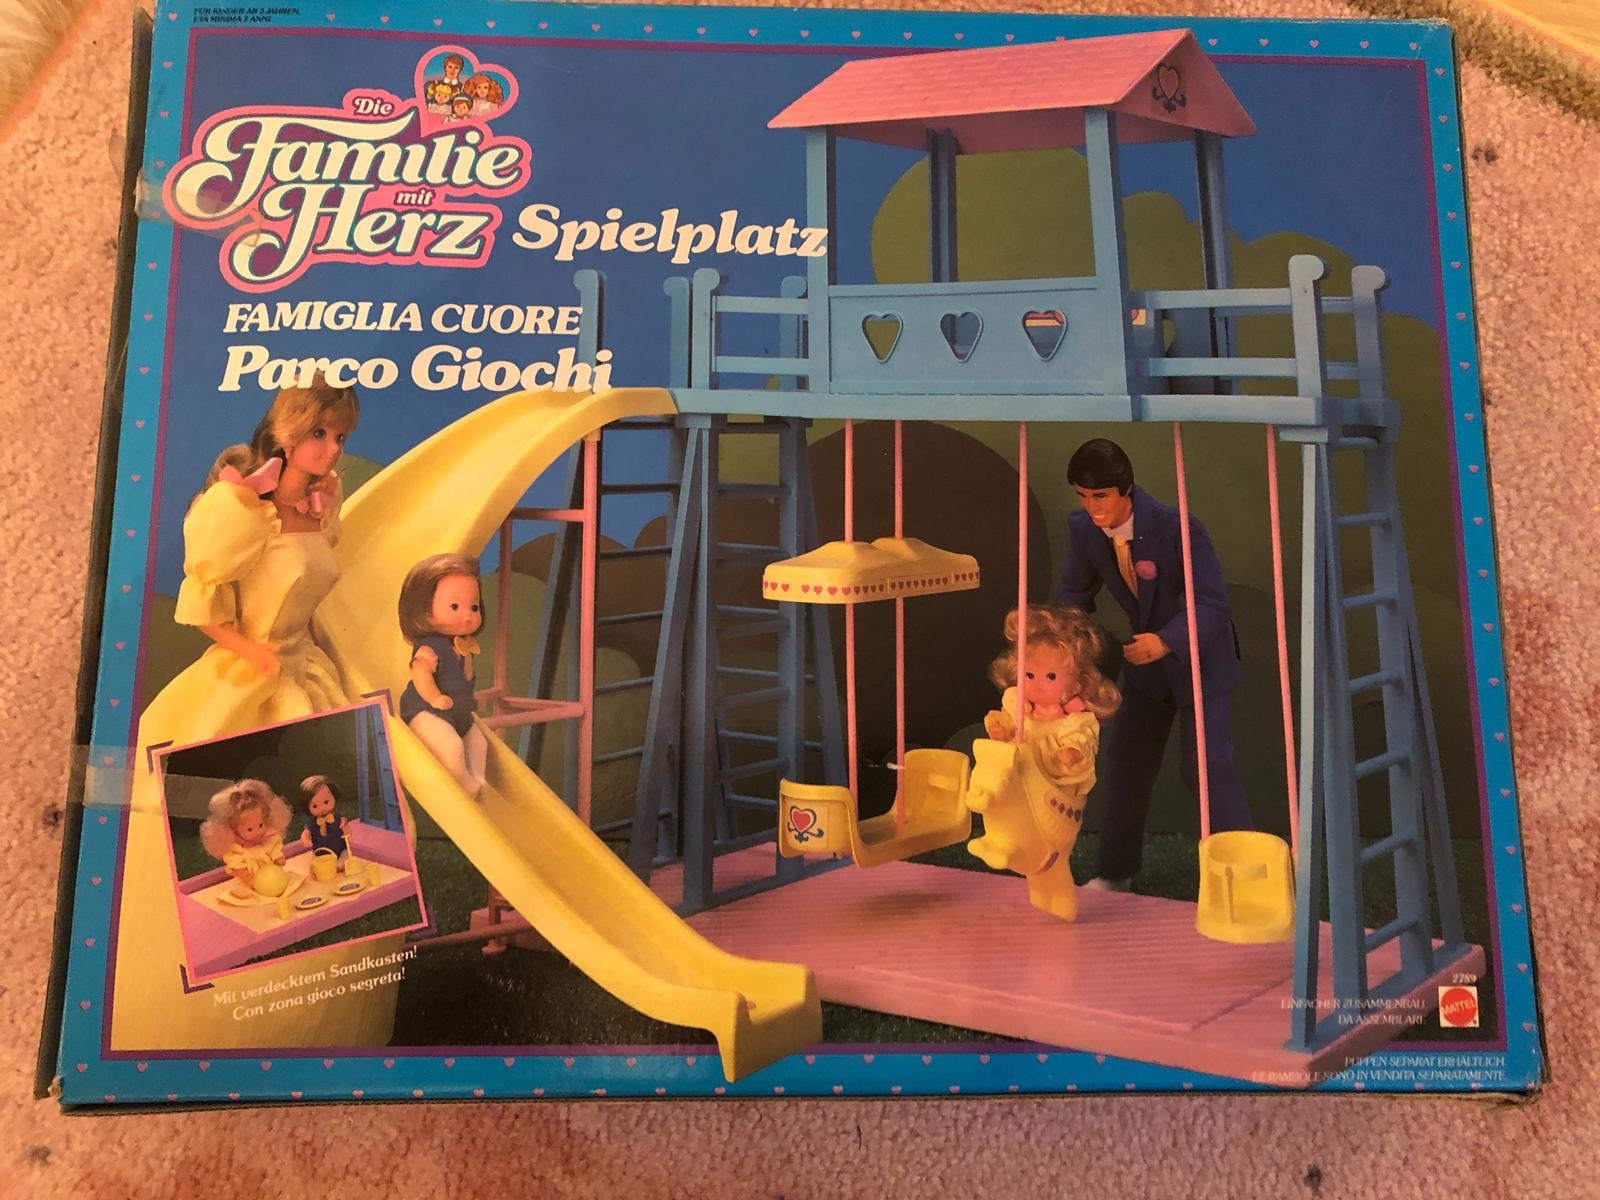 FÜR KINDER AB 3 JAHREN.
ETA MINIMA 3 ANNI
Die
Familie
mit
Herz
Spielplatz
FAMIGLIA CUORE
Parco Giochi
Mit verdecktem Sandkasten!
Con zona gioco segreta!
2789
EINFACHER ZUSAMMENBAU.
DA ASSEMBLARE.
MATTEL
PUPPEN SEPARAT ERHÄLTLICH.
LE BAMBOLE SONO IN VENDITA SEPARATAMENTE.